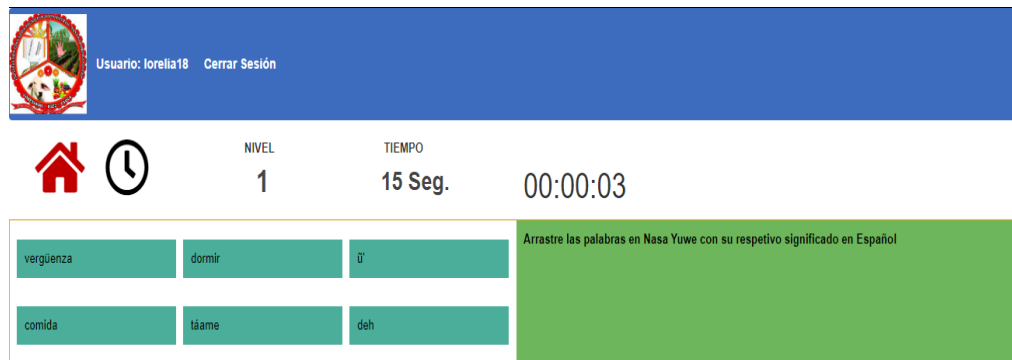 Usuario: lorelia18 Cerrar Sesión
NIVEL TIEMPO
1 15 Seg. 00:00:03
Arrastre las palabras en Nasa Yuwe con su respetivo significado en Español
vergüenza dormir ü'
comida táame deh